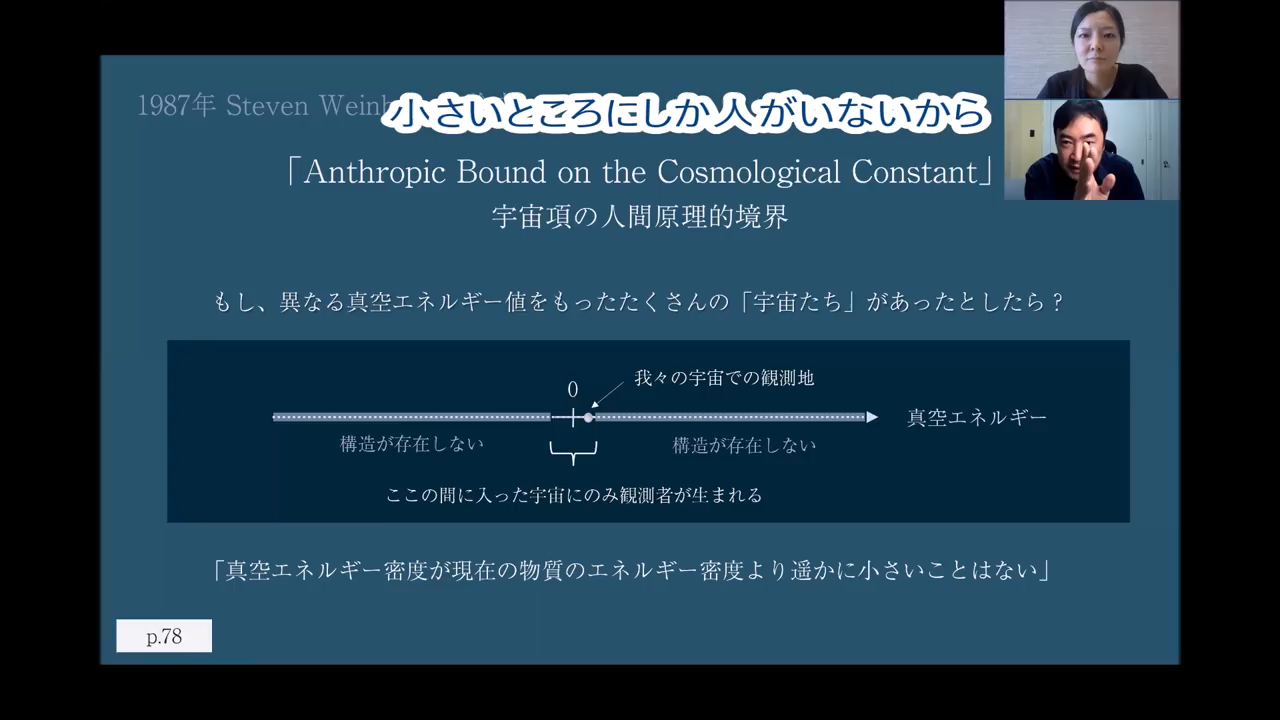 1987年 Steven Wein
小さいところにしか人がいないから
「Anthropic Bound on the Cosmological Constant」
宇宙項の人間原理的境界
もし、異なる真空エネルギー値をもったたくさんの「宇宙たち」があったとしたら？
0
我々の宇宙での観測地
真空エネルギー
構造が存在しない
構造が存在しない
ここの間に入った宇宙にのみ観測者が生まれる
「真空エネルギー密度が現在の物質のエネルギー密度より遥かに小さいことはない」
p.78